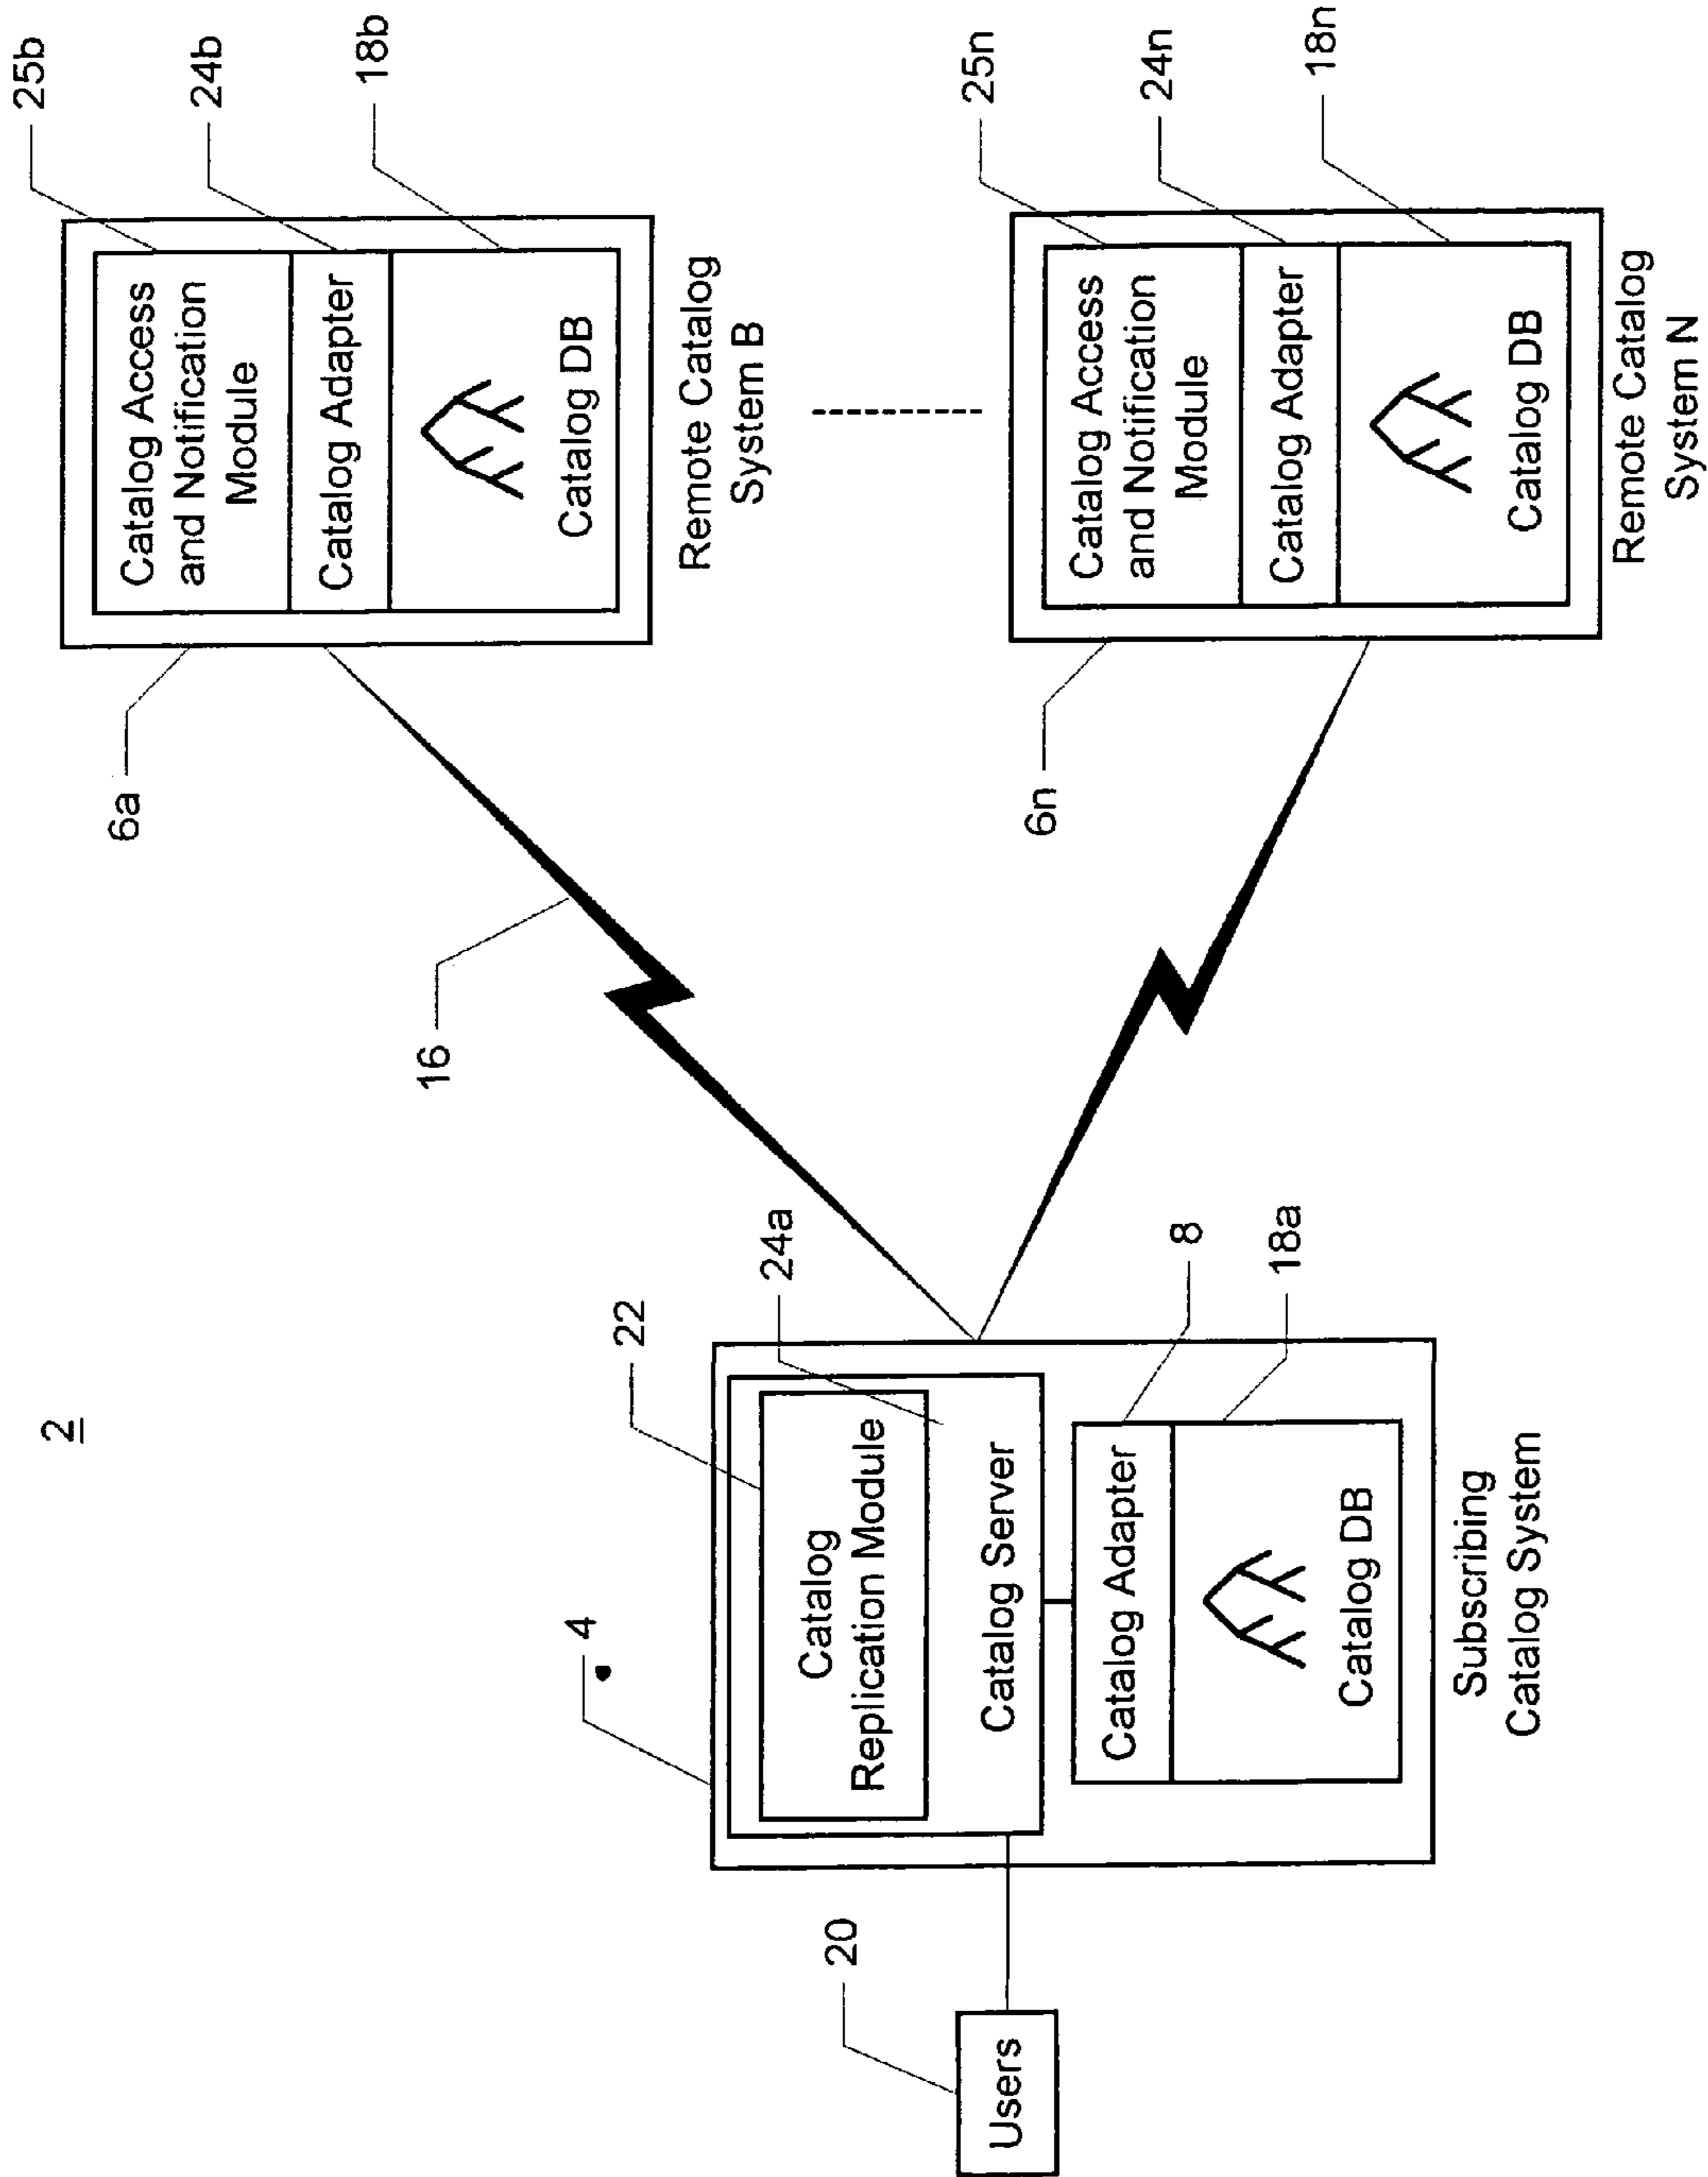 2
25b
24b
18b
Catalog Access
and Notification
Module
Catalog Adapter
Catalog DB
6a
Remote Catalog
System B
16
4
22
24a
Catalog
Replication Module
Catalog Server
8
18a
Catalog Adapter
Catalog DB
Subscribing
Catalog System
20
Users
25n
24n
18n
Catalog Access
and Notification
Module
Catalog Adapter
Catalog DB
6n
Remote Catalog
System N